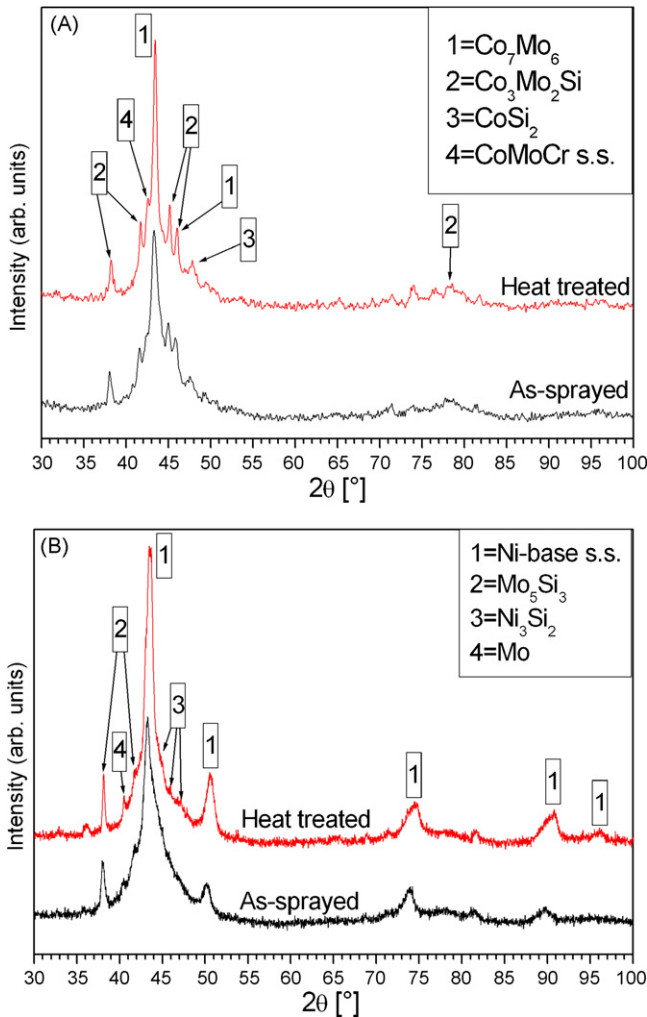 (A)
1=Co7Mo6
2=Co3Mo2Si
3=CoSi2
4=CoMoCr s.s.
1
4
2
2
1
3
2
Heat treated
As-sprayed
Intensity (arb. units)
30 35 40 45 50 55 60 65 70 75 80 85 90 95 100
2θ [°]
(B)
1=Ni-base s.s.
2=Mo5Si3
3=Ni3Si2
4=Mo
1
2
3
4
1
1
1
1
Heat treated
As-sprayed
Intensity (arb. units)
30 35 40 45 50 55 60 65 70 75 80 85 90 95 100
2θ [°]